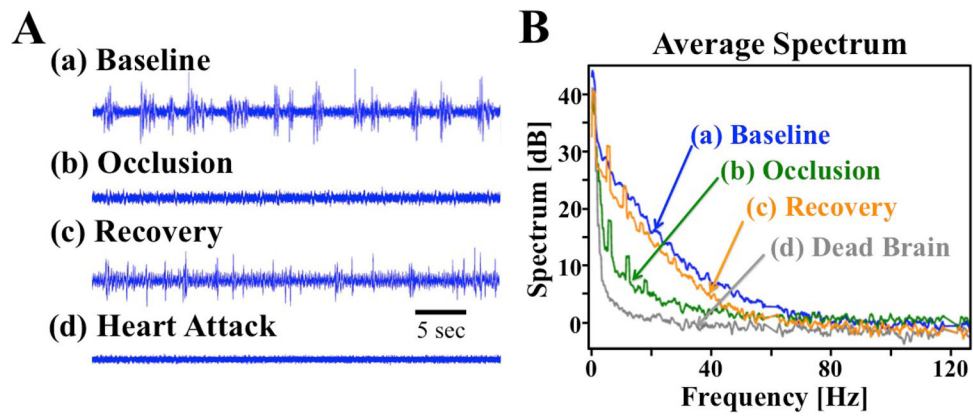 A
(a) Baseline
(b) Occlusion
(c) Recovery
5 sec
(d) Heart Attack
B
Average Spectrum
Spectrum [dB]
40
30
20
10
0
(a) Baseline
(b) Occlusion
(c) Recovery
(d) Dead Brain
0
40
80
120
Frequency [Hz]